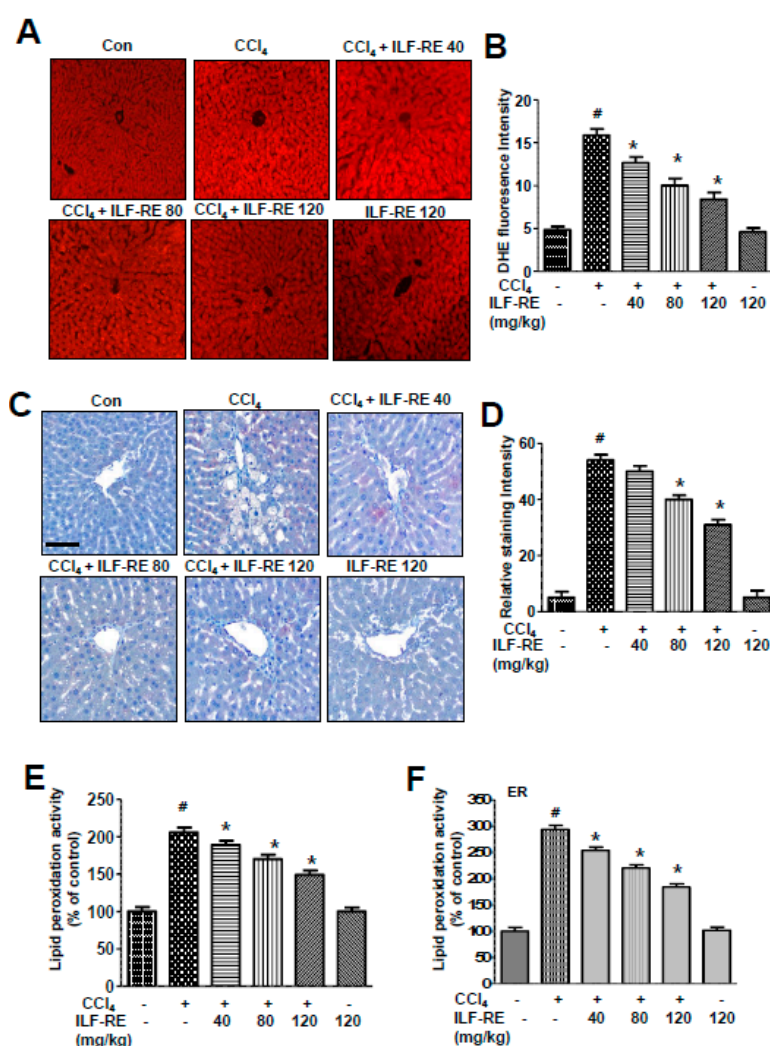 A
Con
CCl4
CCl4 + ILF-RE 40
CCl4 + ILF-RE 80
CCl4 + ILF-RE 120
ILF-RE 120
B
DHE fluoresence Intensity
20
15
10
5
0
#
*
*
*
CCl4 - + + + + -
ILF-RE - - 40 80 120 120
(mg/kg)
C
Con
CCl4
CCl4 + ILF-RE 40
CCl4 + ILF-RE 80
CCl4 + ILF-RE 120
ILF-RE 120
D
Relative staining Intensity
60
40
20
0
#
*
*
CCl4 - + + + + -
ILF-RE - - 40 80 120 120
(mg/kg)
E
Lipid peroxidation activity
(% of control)
250
200
150
100
50
0
#
*
*
*
CCl4 - + + + + -
ILF-RE - - 40 80 120 120
(mg/kg)
F
ER
Lipid peroxidation activity
(% of control)
350
300
250
200
150
100
50
0
#
*
*
*
CCl4 - + + + + -
ILF-RE - - 40 80 120 120
(mg/kg)